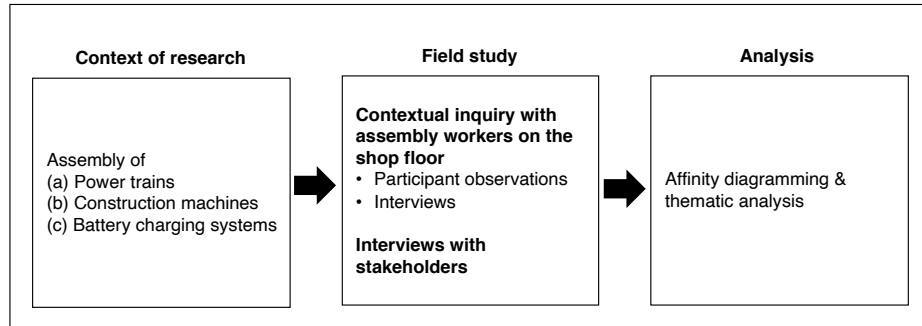 Context of research
Assembly of
(a) Power trains
(b) Construction machines
(c) Battery charging systems
Field study
Contextual inquiry with
assembly workers on the
shop floor
• Participant observations
• Interviews
Interviews with
stakeholders
Analysis
Affinity diagramming &
thematic analysis